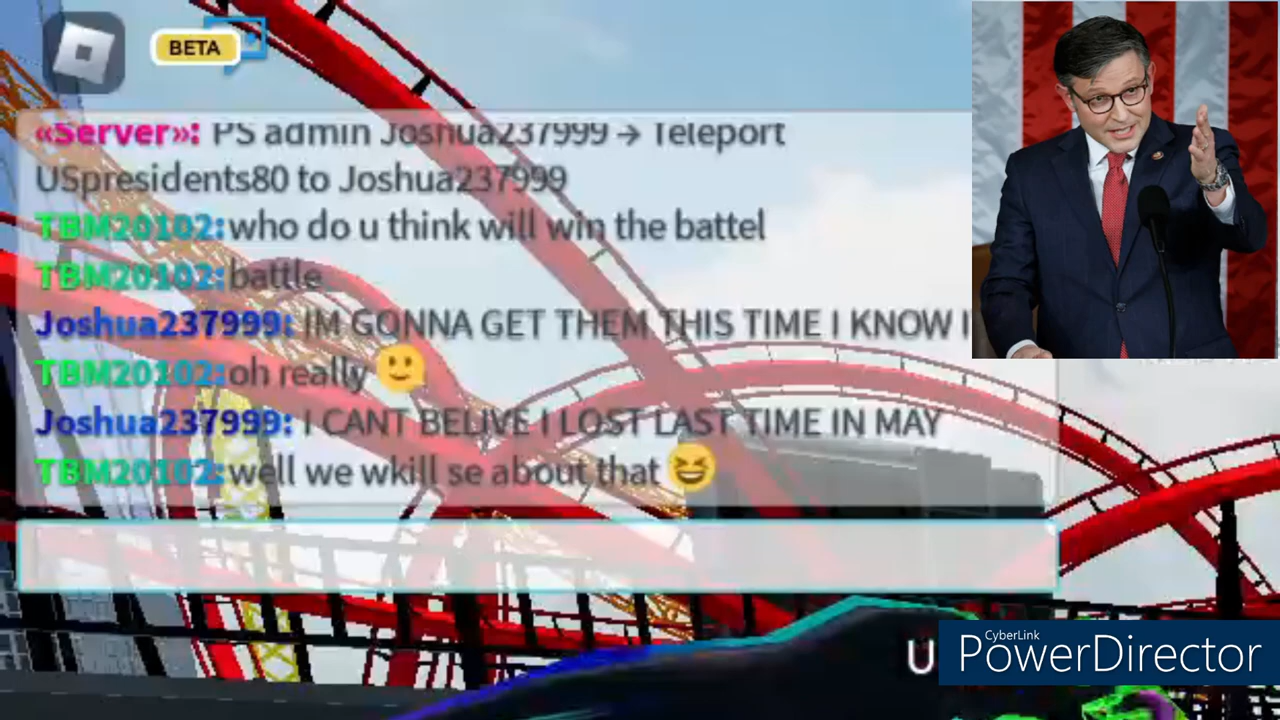 BETA
«Server»: PS admin Joshua237999 → Teleport
USpresidents80 to Joshua237999
TBM20102: who do u think will win the battel
TBM20102: battle
Joshua237999: IM GONNA GET THEM THIS TIME I KNOW I
TBM20102: oh really 🙂
Joshua237999: I CANT BELIVE I LOST LAST TIME IN MAY
TBM20102: well we wkill se about that 😆
U
CyberLink
PowerDirector